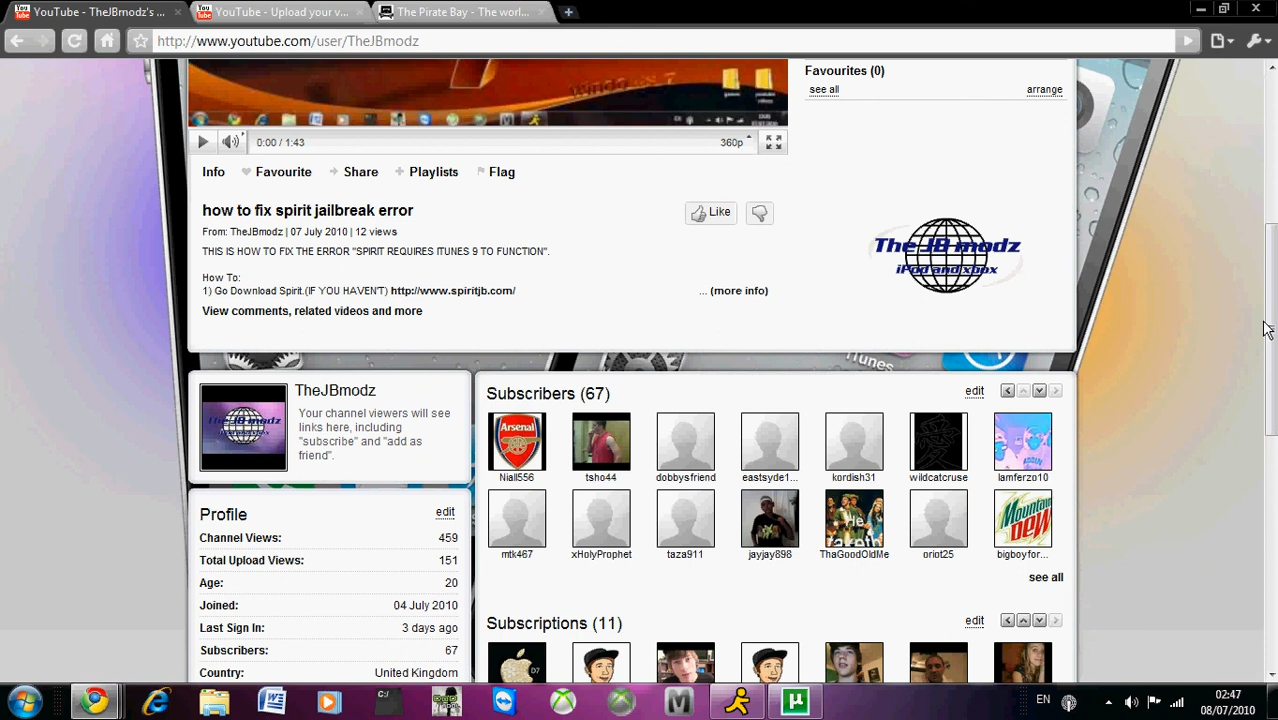 YouTube - TheJBmodz's ...
YouTube - Upload your v...
The Pirate Bay - The worl...
http://www.youtube.com/user/TheJBmodz
Favourites (0)
see all
arrange
0:00 / 1:43
360p
Info
Favourite
Share
Playlists
Flag
how to fix spirit jailbreak error
Like
From: TheJBmodz | 07 July 2010 | 12 views
THIS IS HOW TO FIX THE ERROR "SPIRIT REQUIRES ITUNES 9 TO FUNCTION".
How To:
1) Go Download Spirit.(IF YOU HAVEN'T) http://www.spiritjb.com/
... (more info)
View comments, related videos and more
The JB modz
iPod and xbox
iTunes
TheJBmodz
Your channel viewers will see
links here, including
"subscribe" and "add as
friend".
Profile
edit
Channel Views:
459
Total Upload Views:
151
Age:
20
Joined:
04 July 2010
Last Sign In:
3 days ago
Subscribers:
67
Country:
United Kingdom
Subscribers (67)
edit
Arsenal
Niall556
tsho44
dobbysfriend
eastsyde1...
kordish31
wildcatcruse
Iamferzo10
Mountain
DEW
mtk467
xHolyProphet
taza911
jayjay898
ThaGoodOldMe
oriot25
bigboyfor...
see all
Subscriptions (11)
edit
EN
02:47
08/07/2010